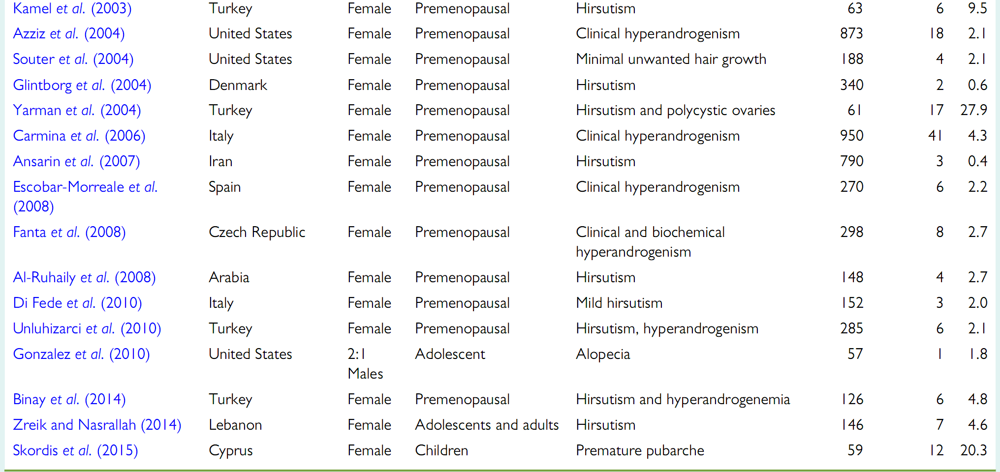 Kamel et al. (2003) Turkey Female Premenopausal Hirsutism 63 6 9.5
Azziz et al. (2004) United States Female Premenopausal Clinical hyperandrogenism 873 18 2.1
Souter et al. (2004) United States Female Premenopausal Minimal unwanted hair growth 188 4 2.1
Glintborg et al. (2004) Denmark Female Premenopausal Hirsutism 340 2 0.6
Yarman et al. (2004) Turkey Female Premenopausal Hirsutism and polycystic ovaries 61 17 27.9
Carmina et al. (2006) Italy Female Premenopausal Clinical hyperandrogenism 950 41 4.3
Ansarin et al. (2007) Iran Female Premenopausal Hirsutism 790 3 0.4
Escobar-Morreale et al. Spain Female Premenopausal Clinical hyperandrogenism 270 6 2.2
(2008)
Fanta et al. (2008) Czech Republic Female Premenopausal Clinical and biochemical 298 8 2.7
hyperandrogenism
Al-Ruhaily et al. (2008) Arabia Female Premenopausal Hirsutism 148 4 2.7
Di Fede et al. (2010) Italy Female Premenopausal Mild hirsutism 152 3 2.0
Unluhizarci et al. (2010) Turkey Female Premenopausal Hirsutism, hyperandrogenism 285 6 2.1
Gonzalez et al. (2010) United States 2:1 Adolescent Alopecia 57 1 1.8
Males
Binay et al. (2014) Turkey Female Premenopausal Hirsutism and hyperandrogenemia 126 6 4.8
Zreik and Nasrallah (2014) Lebanon Female Adolescents and adults Hirsutism 146 7 4.6
Skordis et al. (2015) Cyprus Female Children Premature pubarche 59 12 20.3